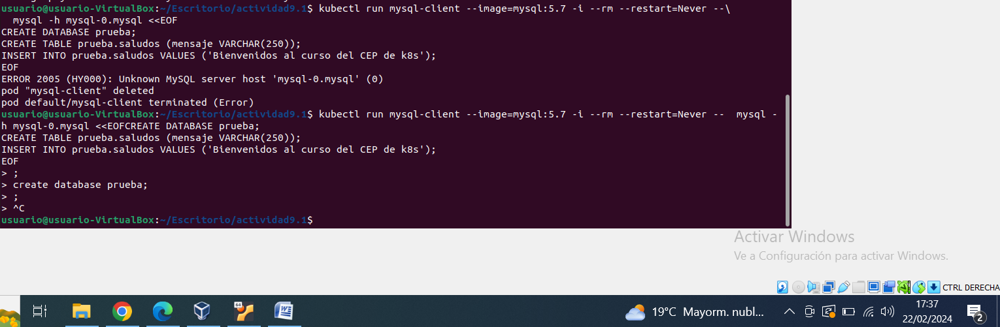 usuario@usuario-VirtualBox:~/Escritorio/actividad9.1$ kubectl run mysql-client --image=mysql:5.7 -i --rm --restart=Never --\
  mysql -h mysql-0.mysql <<EOF
CREATE DATABASE prueba;
CREATE TABLE prueba.saludos (mensaje VARCHAR(250));
INSERT INTO prueba.saludos VALUES ('Bienvenidos al curso del CEP de k8s');
EOF
ERROR 2005 (HY000): Unknown MySQL server host 'mysql-0.mysql' (0)
pod "mysql-client" deleted
pod default/mysql-client terminated (Error)
usuario@usuario-VirtualBox:~/Escritorio/actividad9.1$ kubectl run mysql-client --image=mysql:5.7 -i --rm --restart=Never --  mysql -
h mysql-0.mysql <<EOFCREATE DATABASE prueba;
CREATE TABLE prueba.saludos (mensaje VARCHAR(250));
INSERT INTO prueba.saludos VALUES ('Bienvenidos al curso del CEP de k8s');
EOF
> ;
> create database prueba;
> ;
> ^C
usuario@usuario-VirtualBox:~/Escritorio/actividad9.1$
Activar Windows
Ve a Configuración para activar Windows.
CTRL DERECHA
64
19°C Mayorm. nubl...
17:37
22/02/2024
2